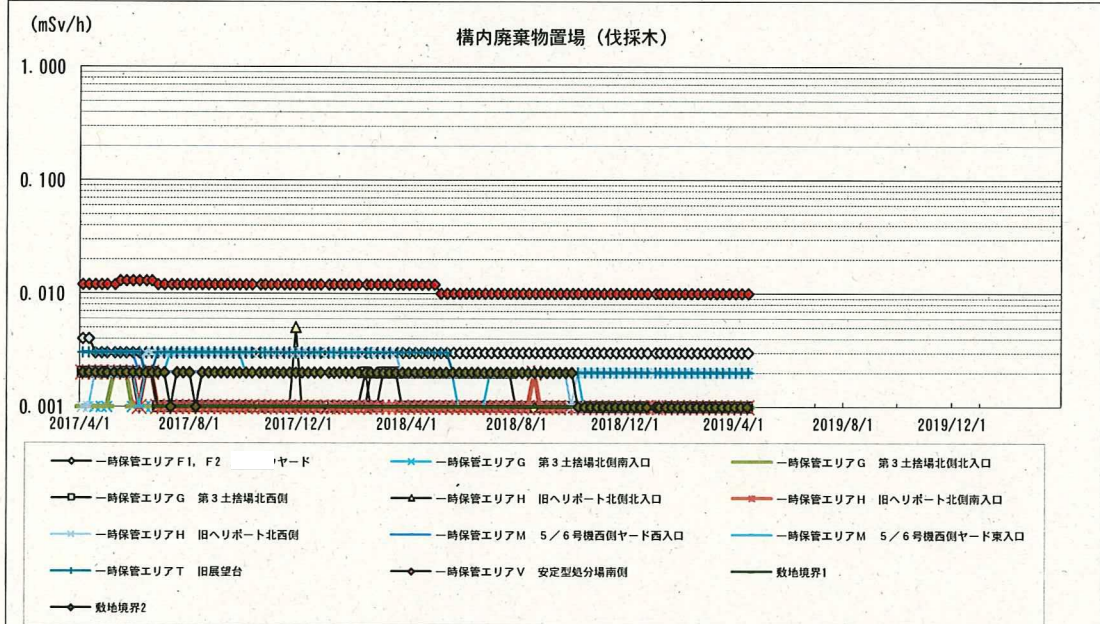 (mSv/h)
構内廃棄物置場（伐採木）
1.000
0.100
0.010
0.001
2017/4/1 2017/8/1 2017/12/1 2018/4/1 2018/8/1 2018/12/1 2019/4/1 2019/8/1 2019/12/1
一時保管エリアＦ1，Ｆ2 ヤード 一時保管エリアＧ　第３土捨場北側南入口 一時保管エリアＧ　第３土捨場北側北入口
一時保管エリアＧ　第３土捨場北西側 一時保管エリアＨ　旧ヘリポート北側北入口 一時保管エリアＨ　旧ヘリポート北側南入口
一時保管エリアＨ　旧ヘリポート北西側 一時保管エリアＭ　５／６号機西側ヤード西入口 一時保管エリアＭ　５／６号機西側ヤード東入口
一時保管エリアＴ　旧展望台 一時保管エリアＶ　安定型処分場南側 敷地境界1
敷地境界2